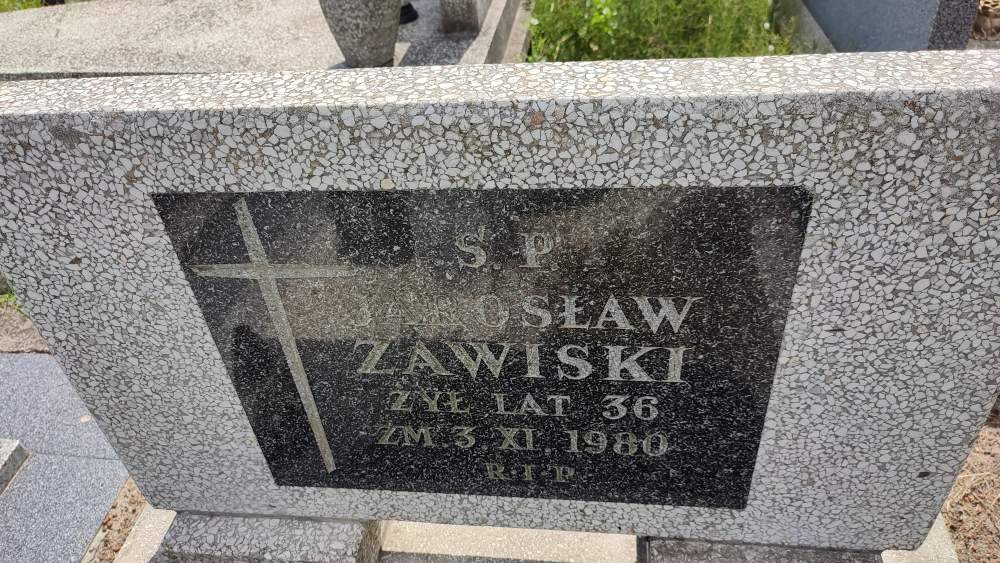 Ś. P.
JAROSŁAW
ZAWISKI
ŻYŁ LAT 36
ZM. 3. XI. 1980
R.I.P.